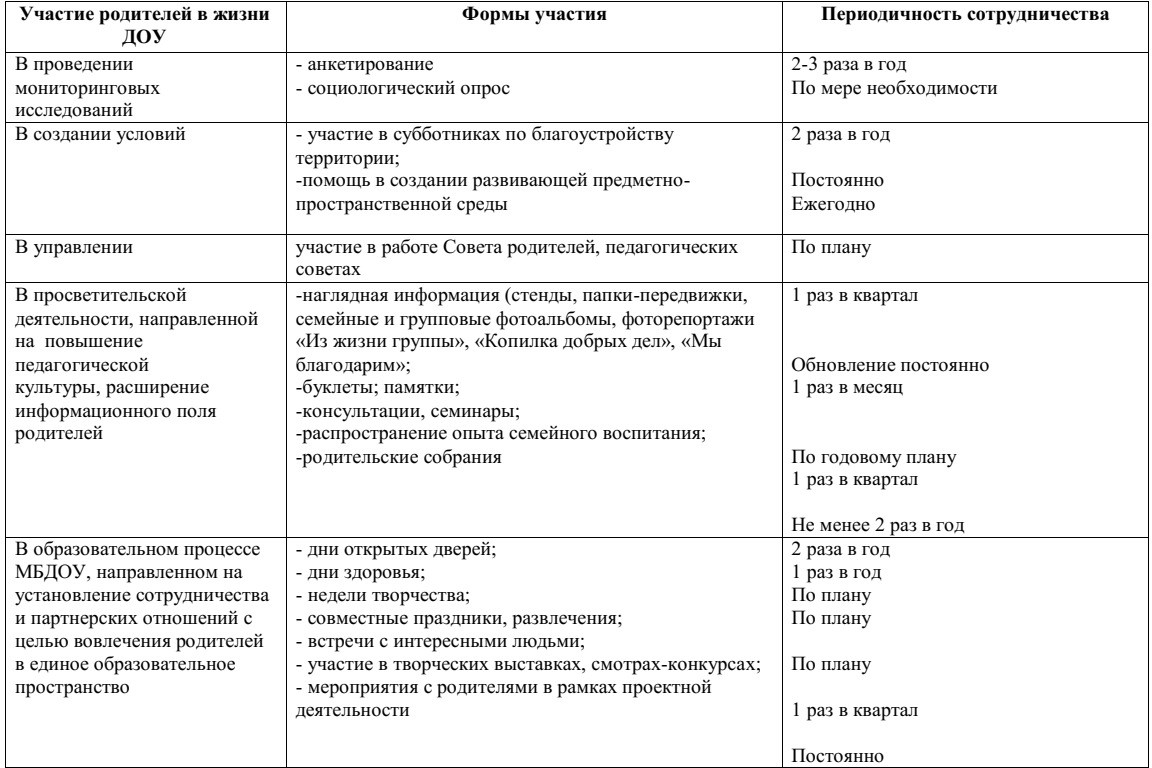 Участие родителей в жизни
ДОУ
Формы участия
Периодичность сотрудничества
В проведении
мониторинговых
исследований
- анкетирование
- социологический опрос
2-3 раза в год
По мере необходимости
В создании условий
- участие в субботниках по благоустройству
территории;
-помощь в создании развивающей предметно-
пространственной среды
2 раза в год
Постоянно
Ежегодно
В управлении
участие в работе Совета родителей, педагогических
советах
По плану
В просветительской
деятельности, направленной
на повышение
педагогической
культуры, расширение
информационного поля
родителей
-наглядная информация (стенды, папки-передвижки,
семейные и групповые фотоальбомы, фоторепортажи
«Из жизни группы», «Копилка добрых дел», «Мы
благодарим»;
-буклеты; памятки;
-консультации, семинары;
-распространение опыта семейного воспитания;
-родительские собрания
1 раз в квартал
Обновление постоянно
1 раз в месяц
По годовому плану
1 раз в квартал
Не менее 2 раз в год
В образовательном процессе
МБДОУ, направленном на
установление сотрудничества
и партнерских отношений с
целью вовлечения родителей
в единое образовательное
пространство
- дни открытых дверей;
- дни здоровья;
- недели творчества;
- совместные праздники, развлечения;
- встречи с интересными людьми;
- участие в творческих выставках, смотрах-конкурсах;
- мероприятия с родителями в рамках проектной
деятельности
2 раза в год
1 раз в год
По плану
По плану
По плану
1 раз в квартал
Постоянно